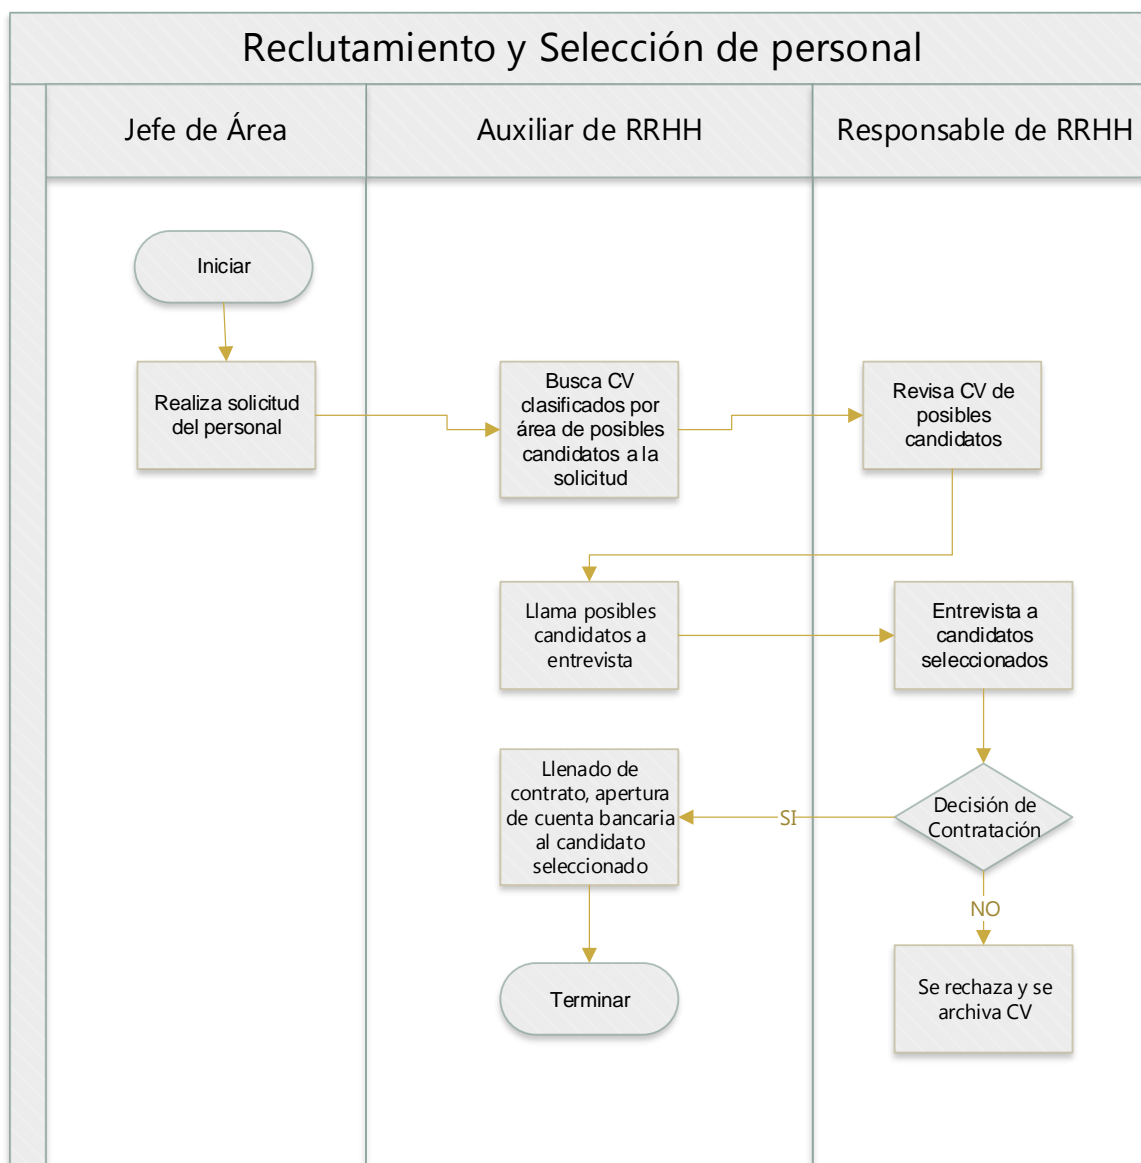 Reclutamiento y Selección de personal
Jefe de Área
Auxiliar de RRHH
Responsable de RRHH
Iniciar
Realiza solicitud
del personal
Busca CV
clasificados por
área de posibles
candidatos a la
solicitud
Revisa CV de
posibles
candidatos
Llama posibles
candidatos a
entrevista
Entrevista a
candidatos
seleccionados
Llenado de
contrato, apertura
de cuenta bancaria
al candidato
seleccionado
SI
Decisión de
Contratación
NO
Terminar
Se rechaza y se
archiva CV